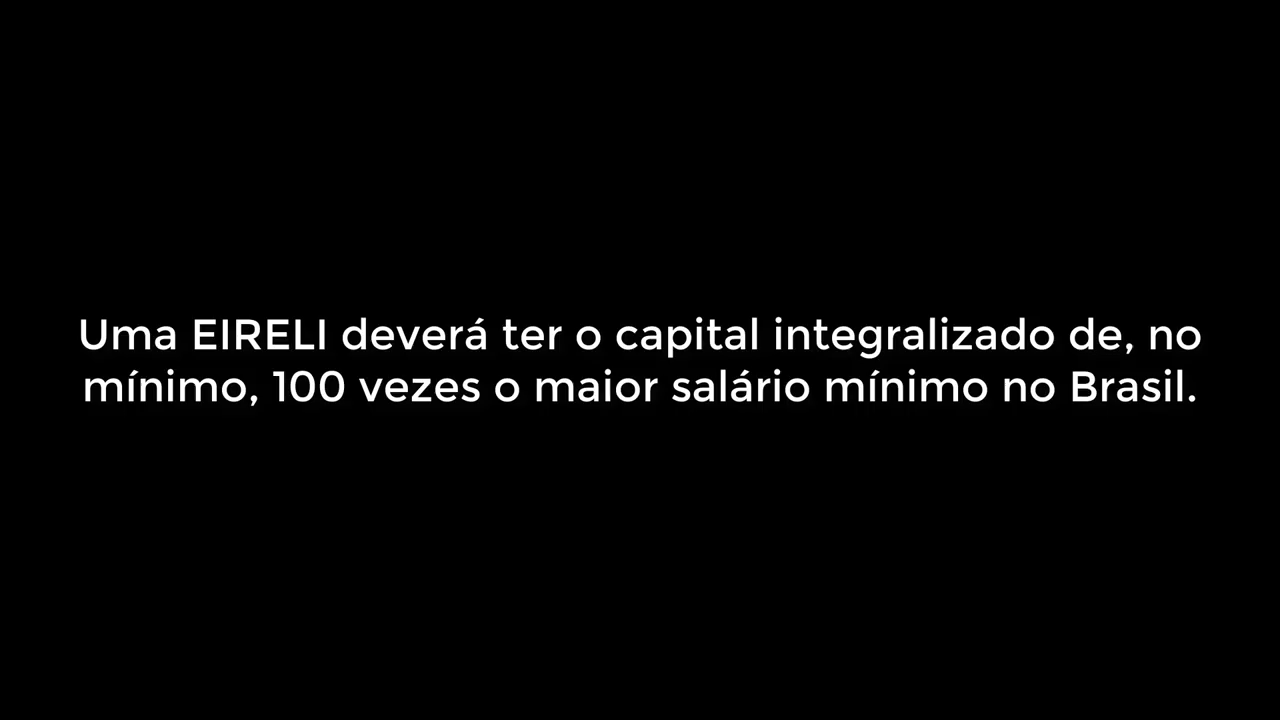 Uma EIRELI deverá ter o capital integralizado de, no
mínimo, 100 vezes o maior salário mínimo no Brasil.